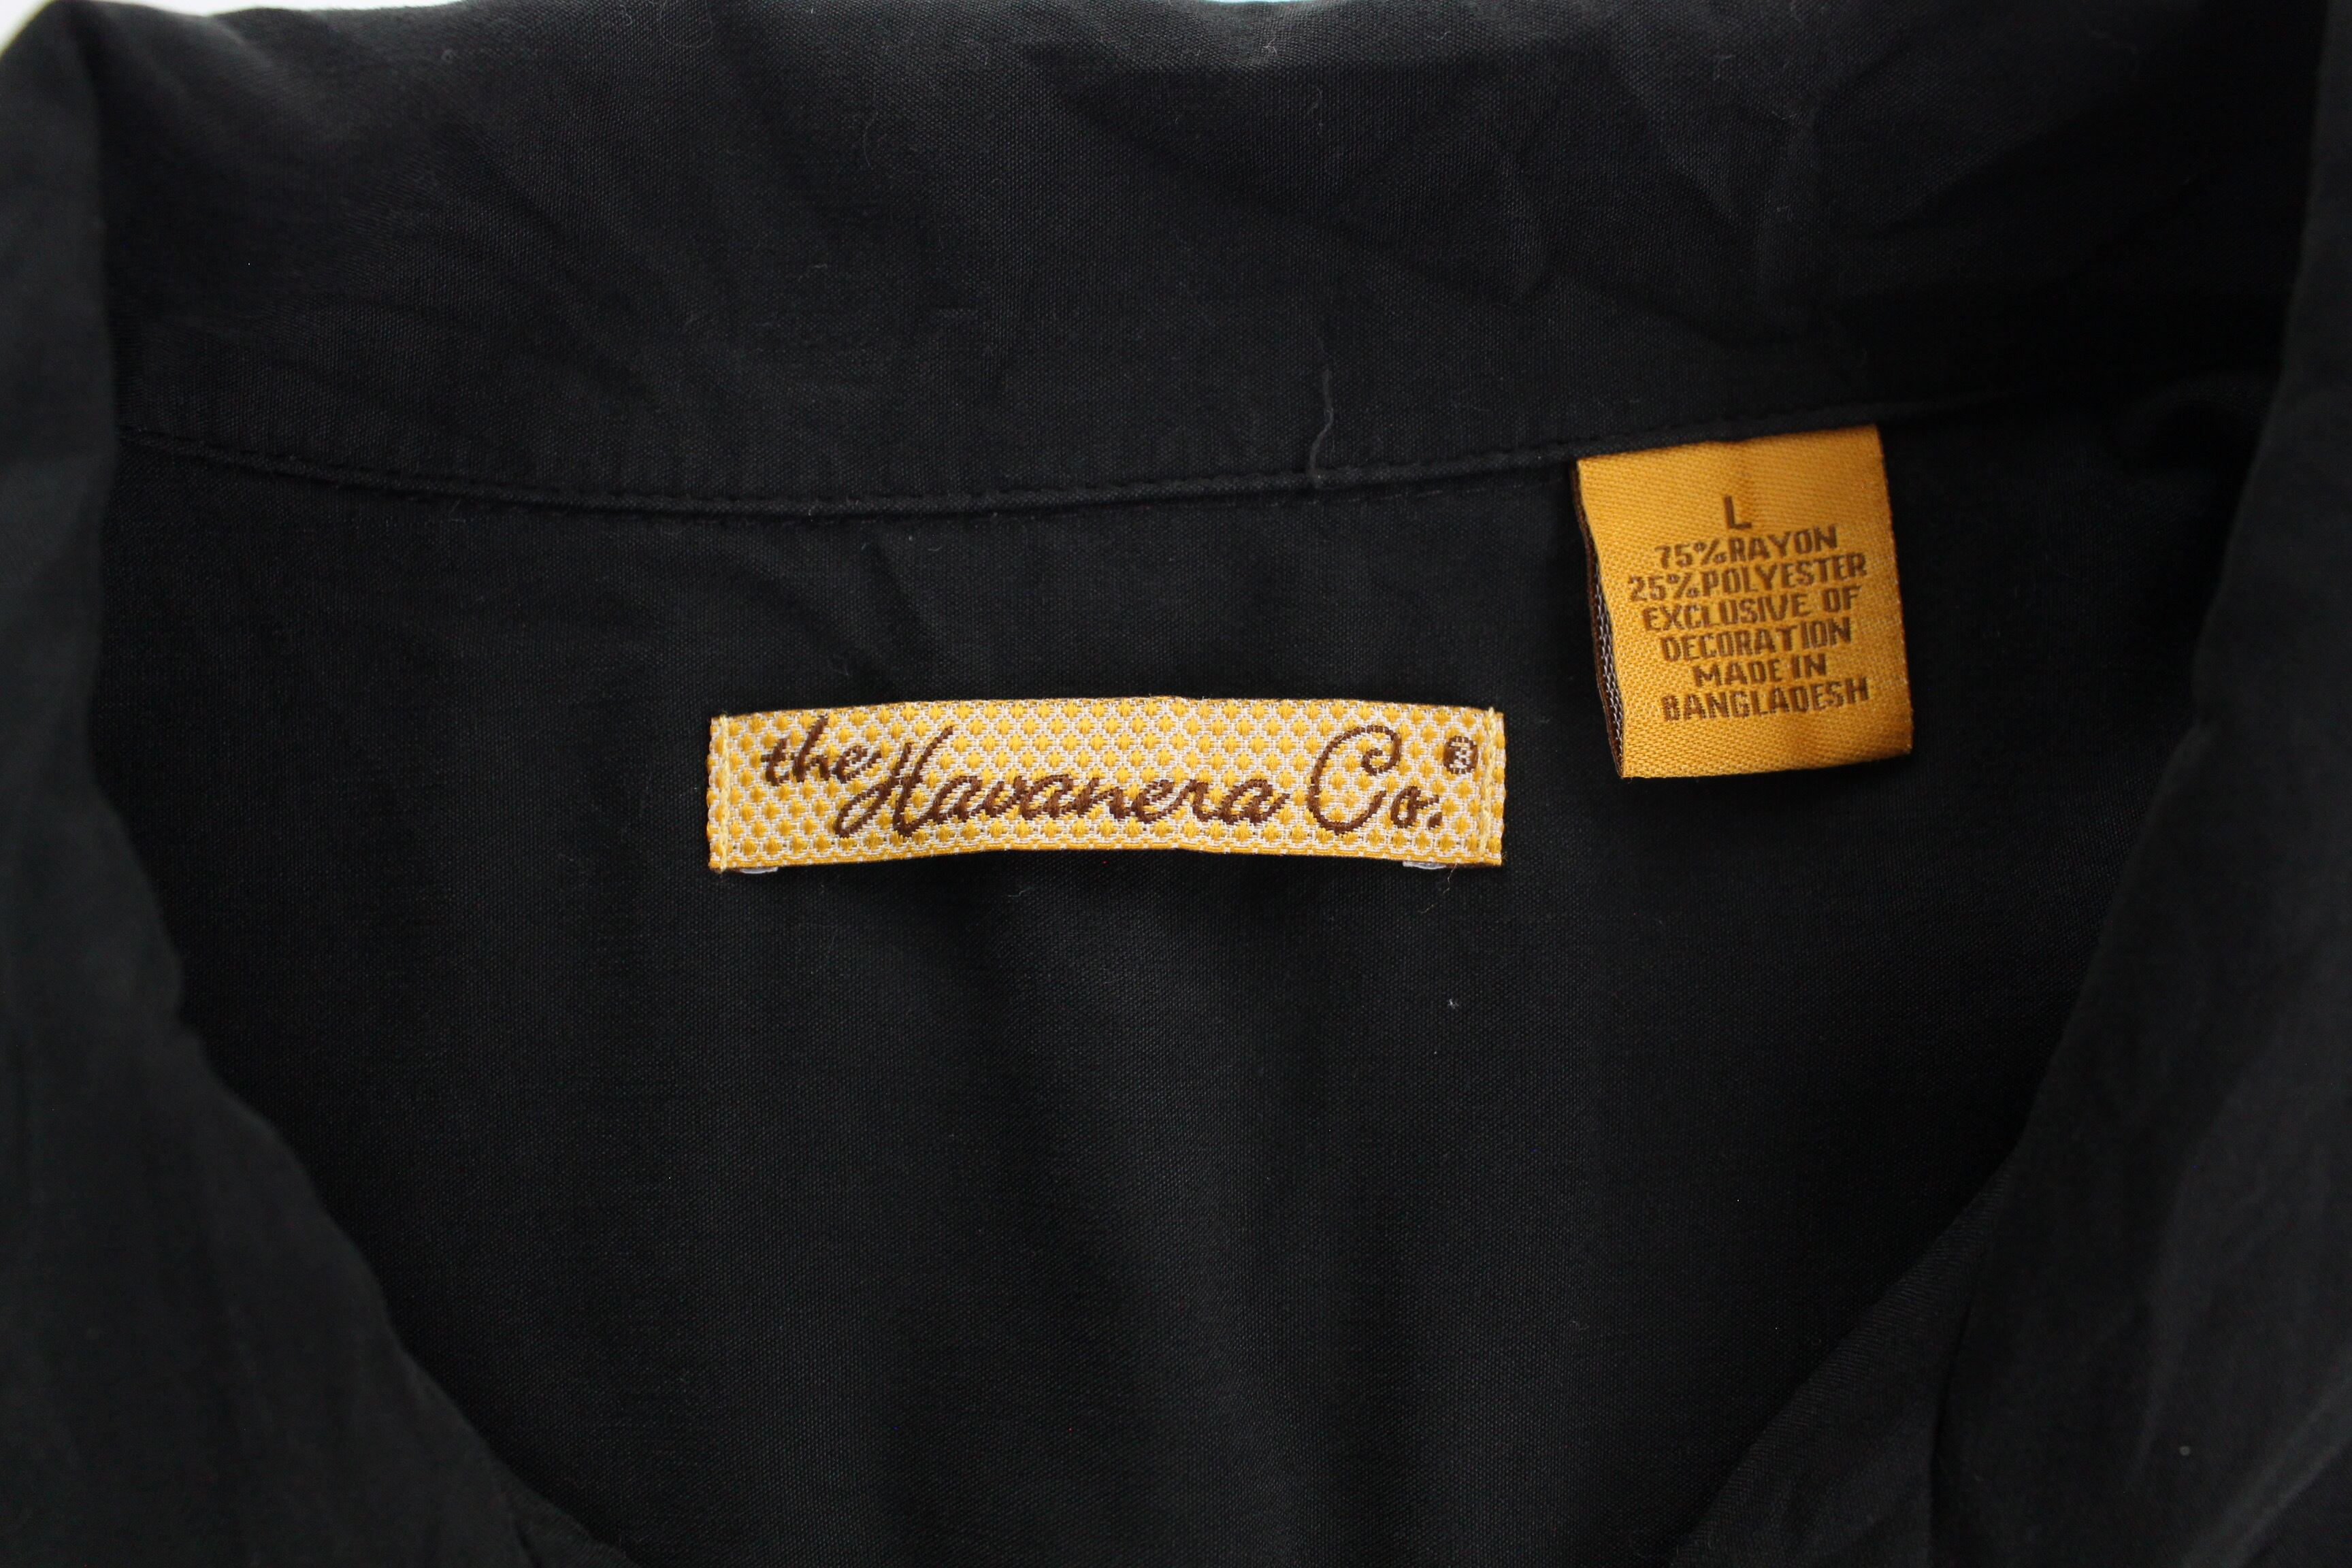 the Havanera Co.®
L
75%RAYON
25%POLYESTER
EXCLUSIVE OF
DECORATION
MADE IN
BANGLADESH